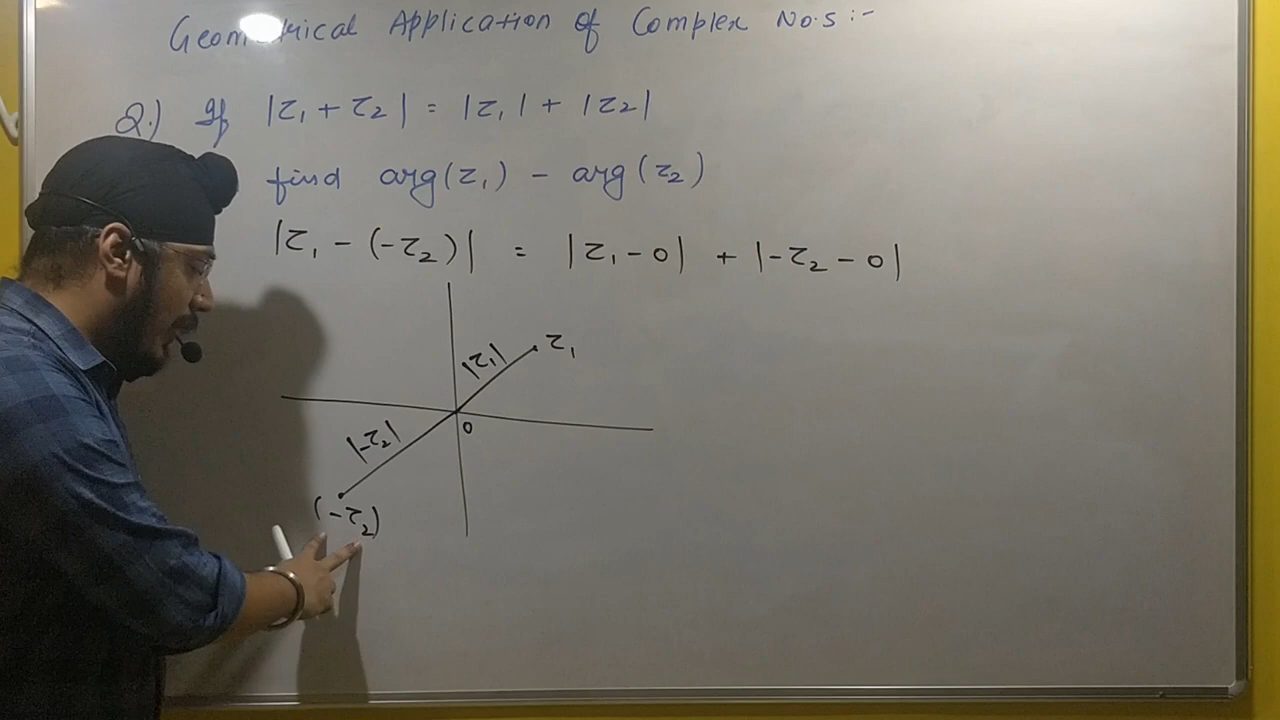 Geometrical Application of Complex No.s :-
Q.) If |z₁ + z₂| = |z₁| + |z₂|
find arg(z₁) - arg(z₂)
|z₁ - (-z₂)| = |z₁ - 0| + |-z₂ - 0|
|z₁| z₁
|-z₂| 0
(-z₂)